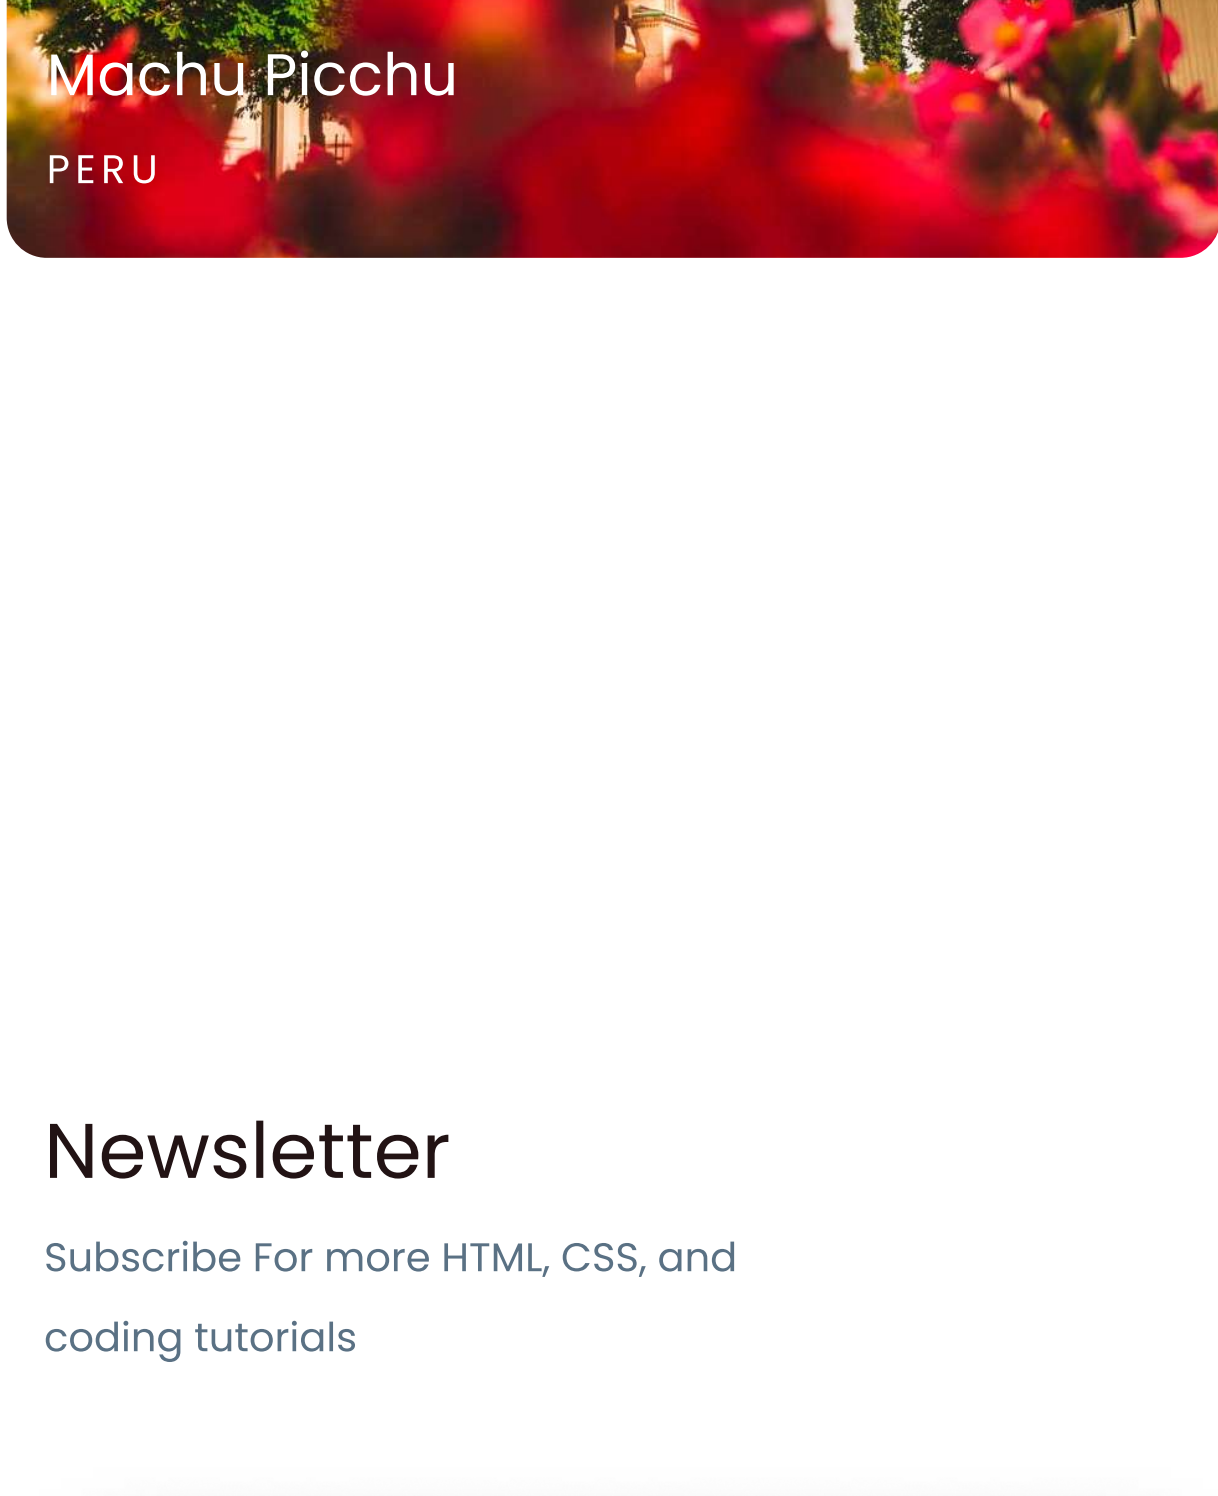 Machu Picchu
PERU
Newsletter
Subscribe For more HTML, CSS, and
coding tutorials